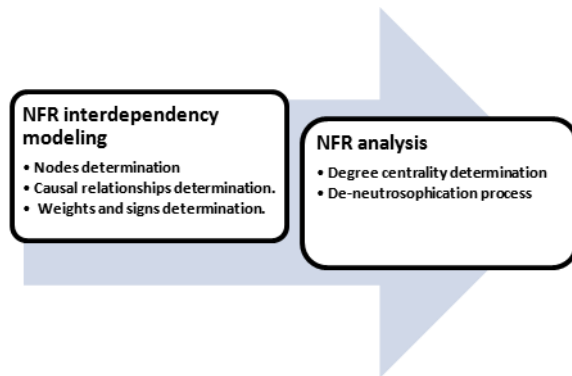 NFR interdependency
modeling
• Nodes determination
• Causal relationships determination.
• Weights and signs determination.
NFR analysis
• Degree centrality determination
• De-neutrosophication process